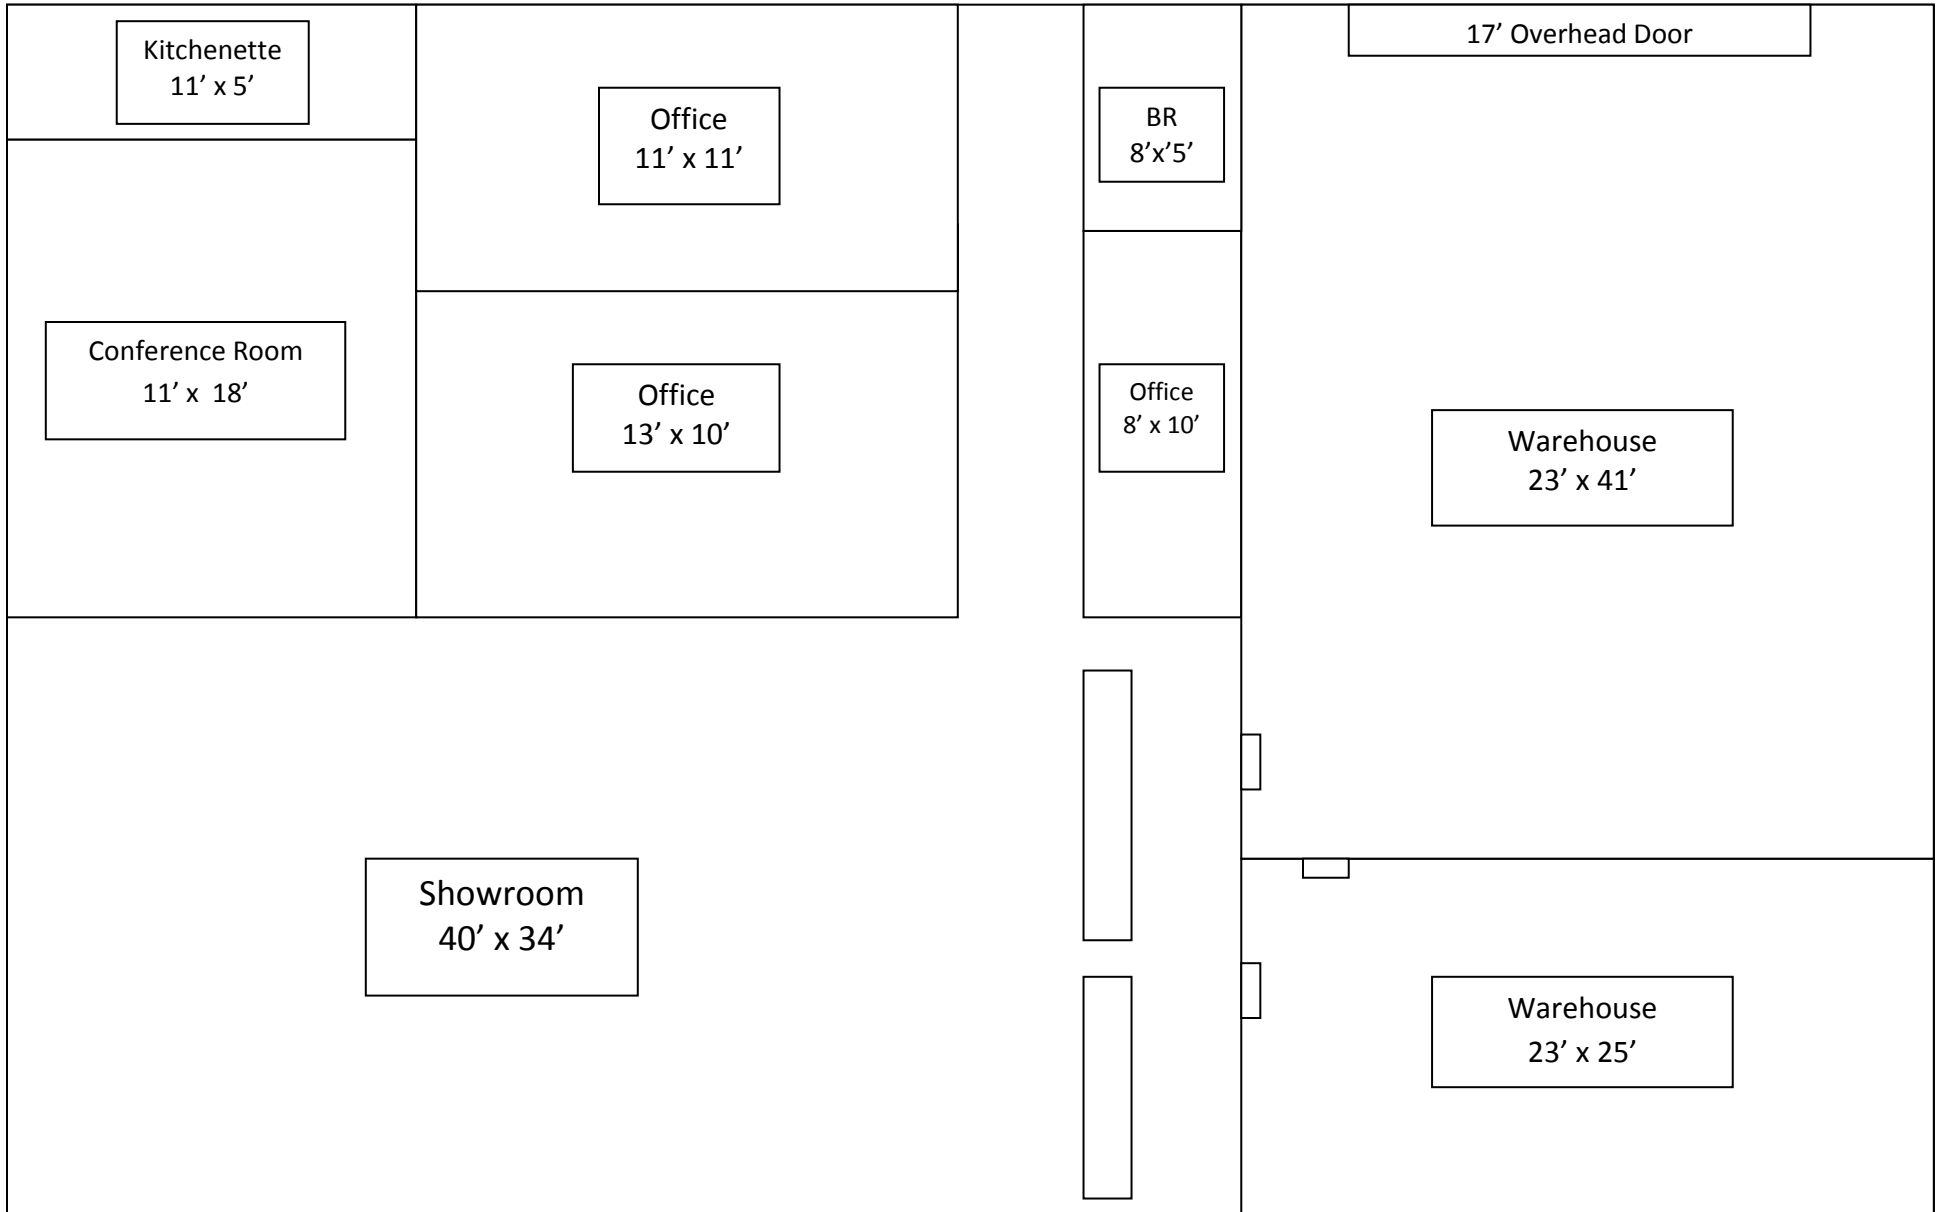 Kitchenette
11’ x 5’
Office
11’ x 11’
BR
8’x’5’
17’ Overhead Door
Conference Room
11’ x  18’
Office
13’ x 10’
Office
8’ x 10’
Warehouse
23’ x 41’
Showroom
40’ x 34’
Warehouse
23’ x 25’